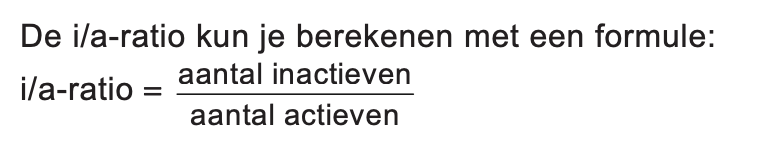 De i/a-ratio kun je berekenen met een formule:
i/a-ratio = aantal inactieven
aantal actieven